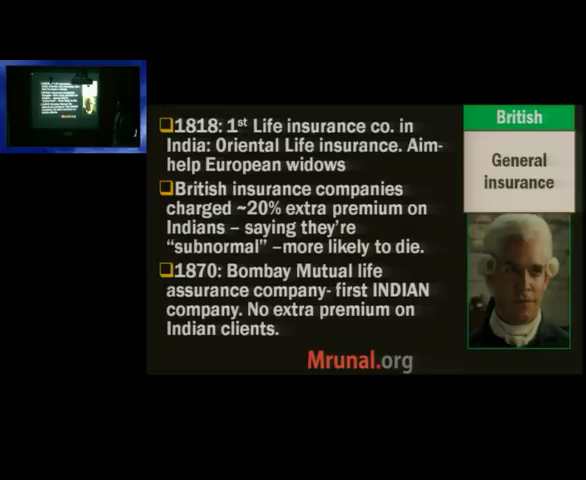 ❑1818: 1st Life insurance co. in
India: Oriental Life insurance. Aim-
help European widows
❑British insurance companies
charged ~20% extra premium on
Indians – saying they're
"subnormal" –more likely to die.
❑1870: Bombay Mutual life
assurance company- first INDIAN
company. No extra premium on
Indian clients.
British
General
insurance
Mrunal.org